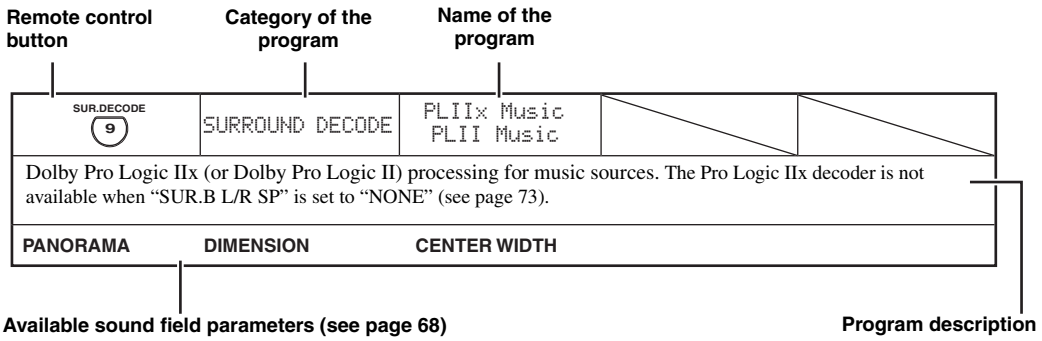 Remote control button
Category of the program
Name of the program
SUR.DECODE
9
SURROUND DECODE
PLIIx Music
PLII Music
Dolby Pro Logic IIx (or Dolby Pro Logic II) processing for music sources. The Pro Logic IIx decoder is not
available when “SUR.B L/R SP” is set to “NONE” (see page 73).
PANORAMA DIMENSION CENTER WIDTH
Available sound field parameters (see page 68)
Program description